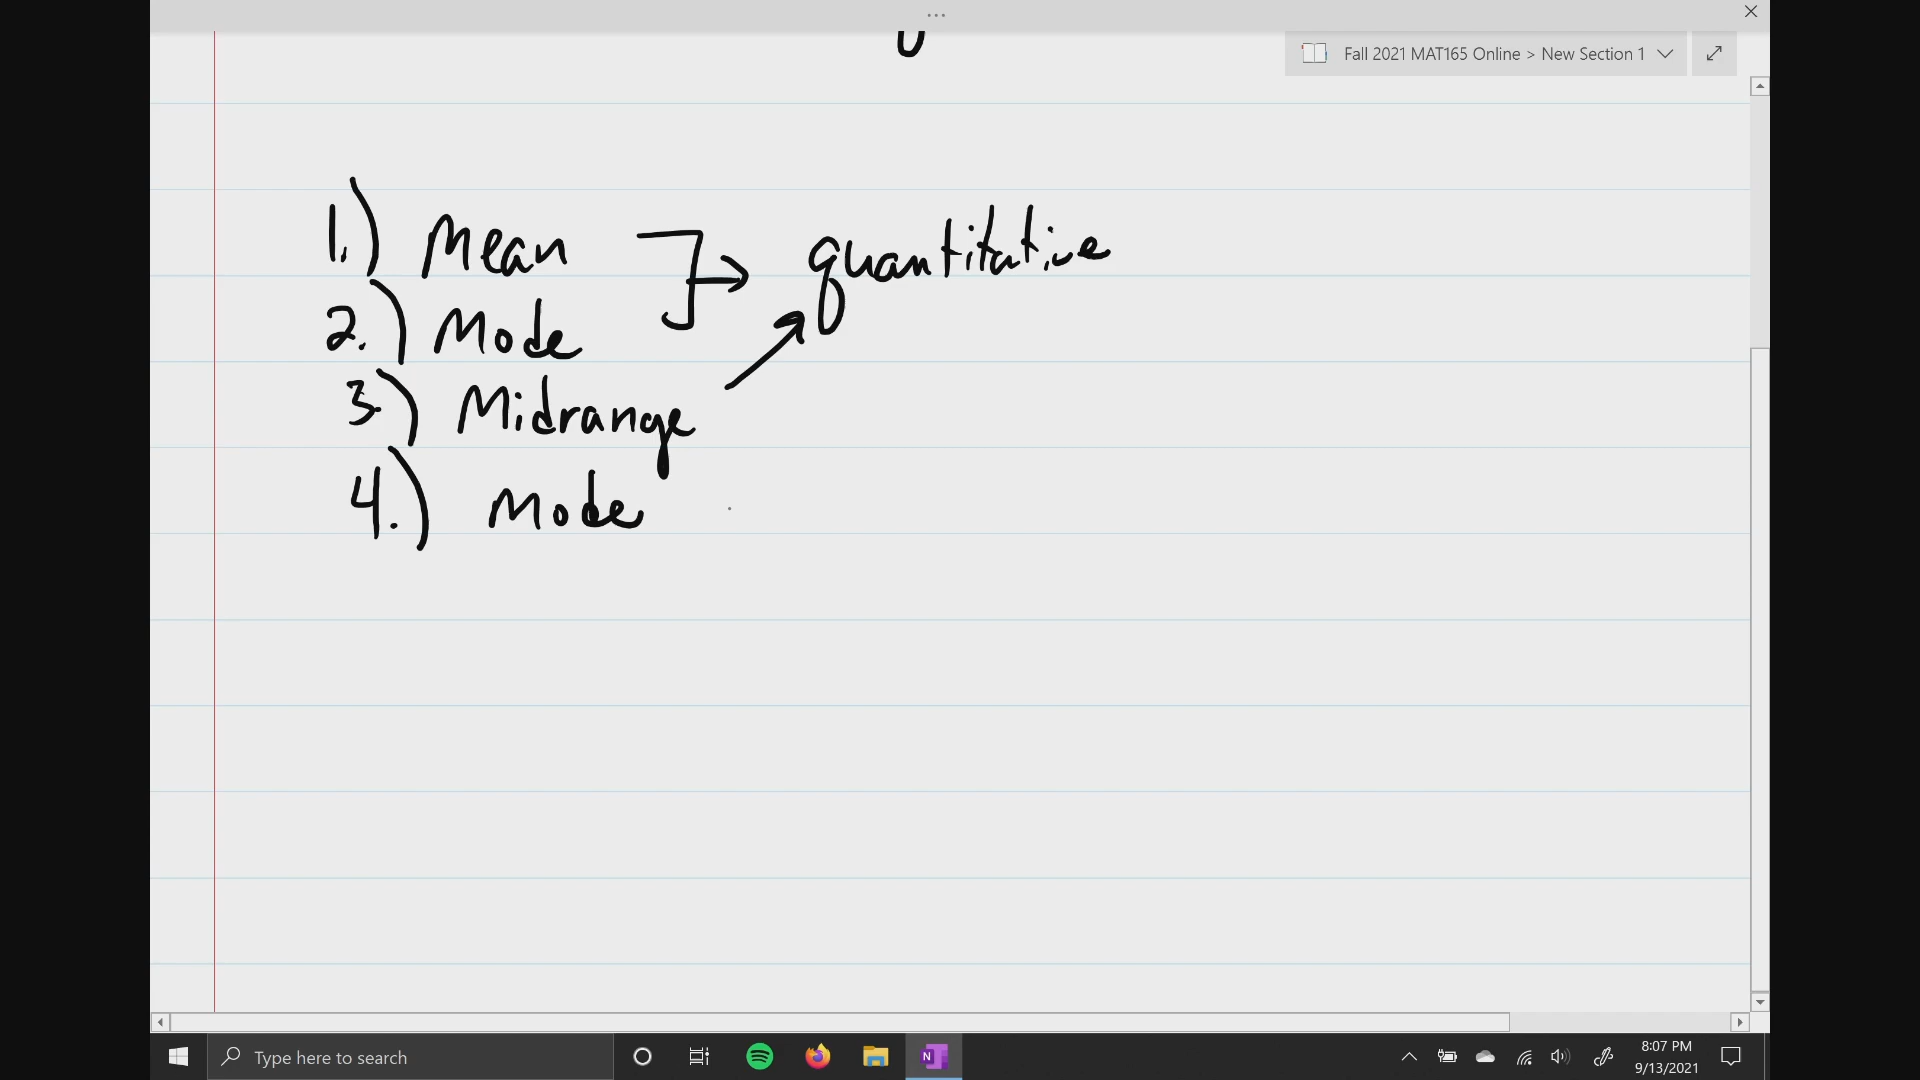 ...
Fall 2021 MAT165 Online > New Section 1
1.) Mean quantitative
2.) Mode
3.) Midrange
4.) Mode
Type here to search
N
8:07 PM
9/13/2021